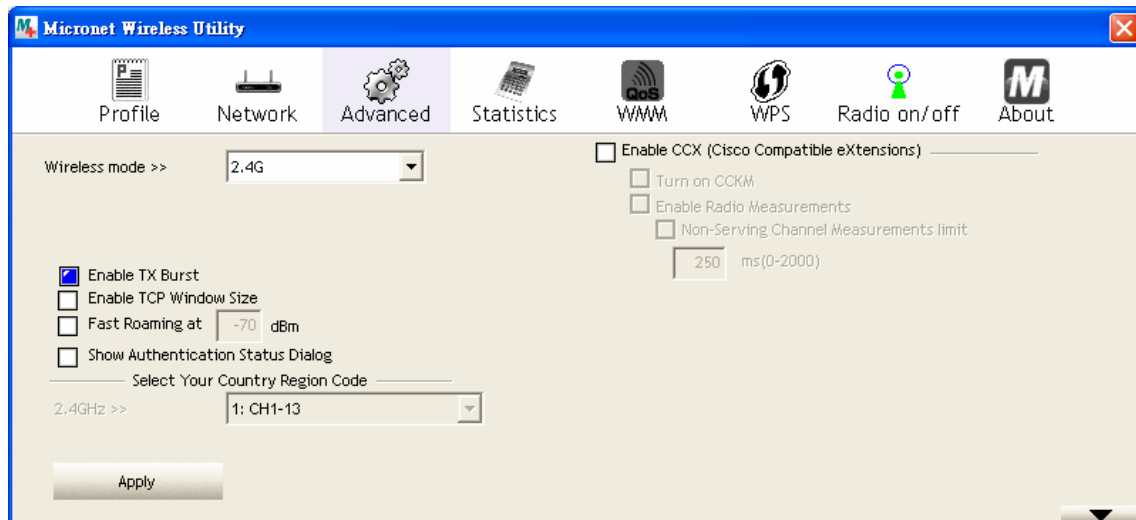 Micronet Wireless Utility
Profile
Network
Advanced
Statistics
QoS
WMM
WPS
Radio on/off
M
About
Wireless mode >>
2.4G
Enable TX Burst
Enable TCP Window Size
Fast Roaming at -70 dBm
Show Authentication Status Dialog
Select Your Country Region Code
2.4GHz >>
1: CH1-13
Apply
Enable CCX (Cisco Compatible eXtensions)
Turn on CCKM
Enable Radio Measurements
Non-Serving Channel Measurements limit
250 ms(0-2000)